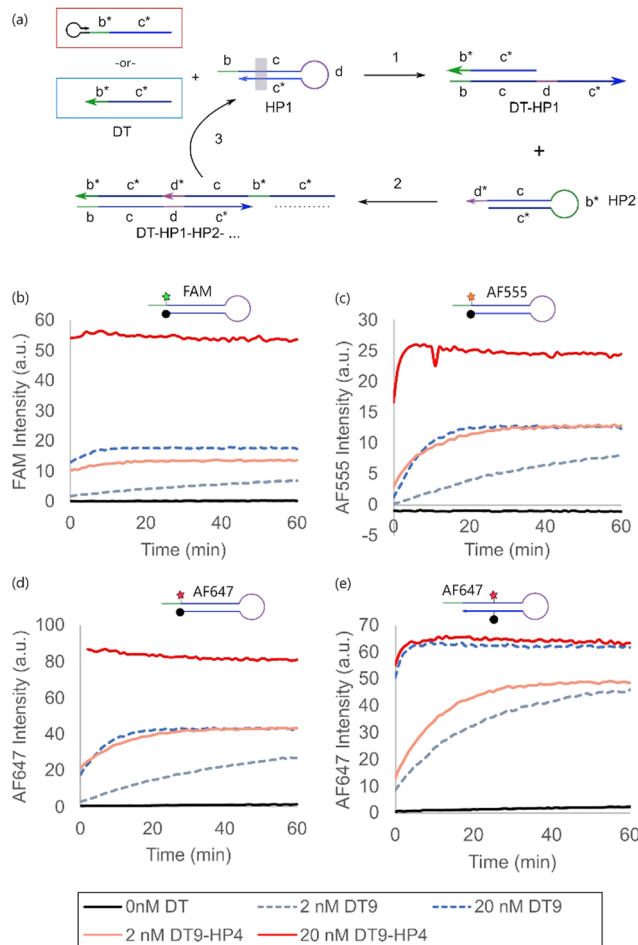 (a)
b* c*
-or-
b* c*
DT
+
b c d
c*
HP1
1
b* c*
b c d c*
DT-HP1
3
+
b* c* d* c b* c*
b c d c*
DT-HP1-HP2- ...
2
d* c
c*
b* HP2
(b)
FAM
FAM Intensity (a.u.)
60
50
40
30
20
10
0
0 20 40 60
Time (min)
(c)
AF555
AF555 Intensity (a.u.)
30
25
20
15
10
5
0
-5
0 20 40 60
Time (min)
(d)
AF647
AF647 Intensity (a.u.)
100
80
60
40
20
0
0 20 40 60
Time (min)
(e)
AF647
AF647 Intensity (a.u.)
70
60
50
40
30
20
10
0
0 20 40 60
Time (min)
0nM DT 2 nM DT9 20 nM DT9
2 nM DT9-HP4 20 nM DT9-HP4